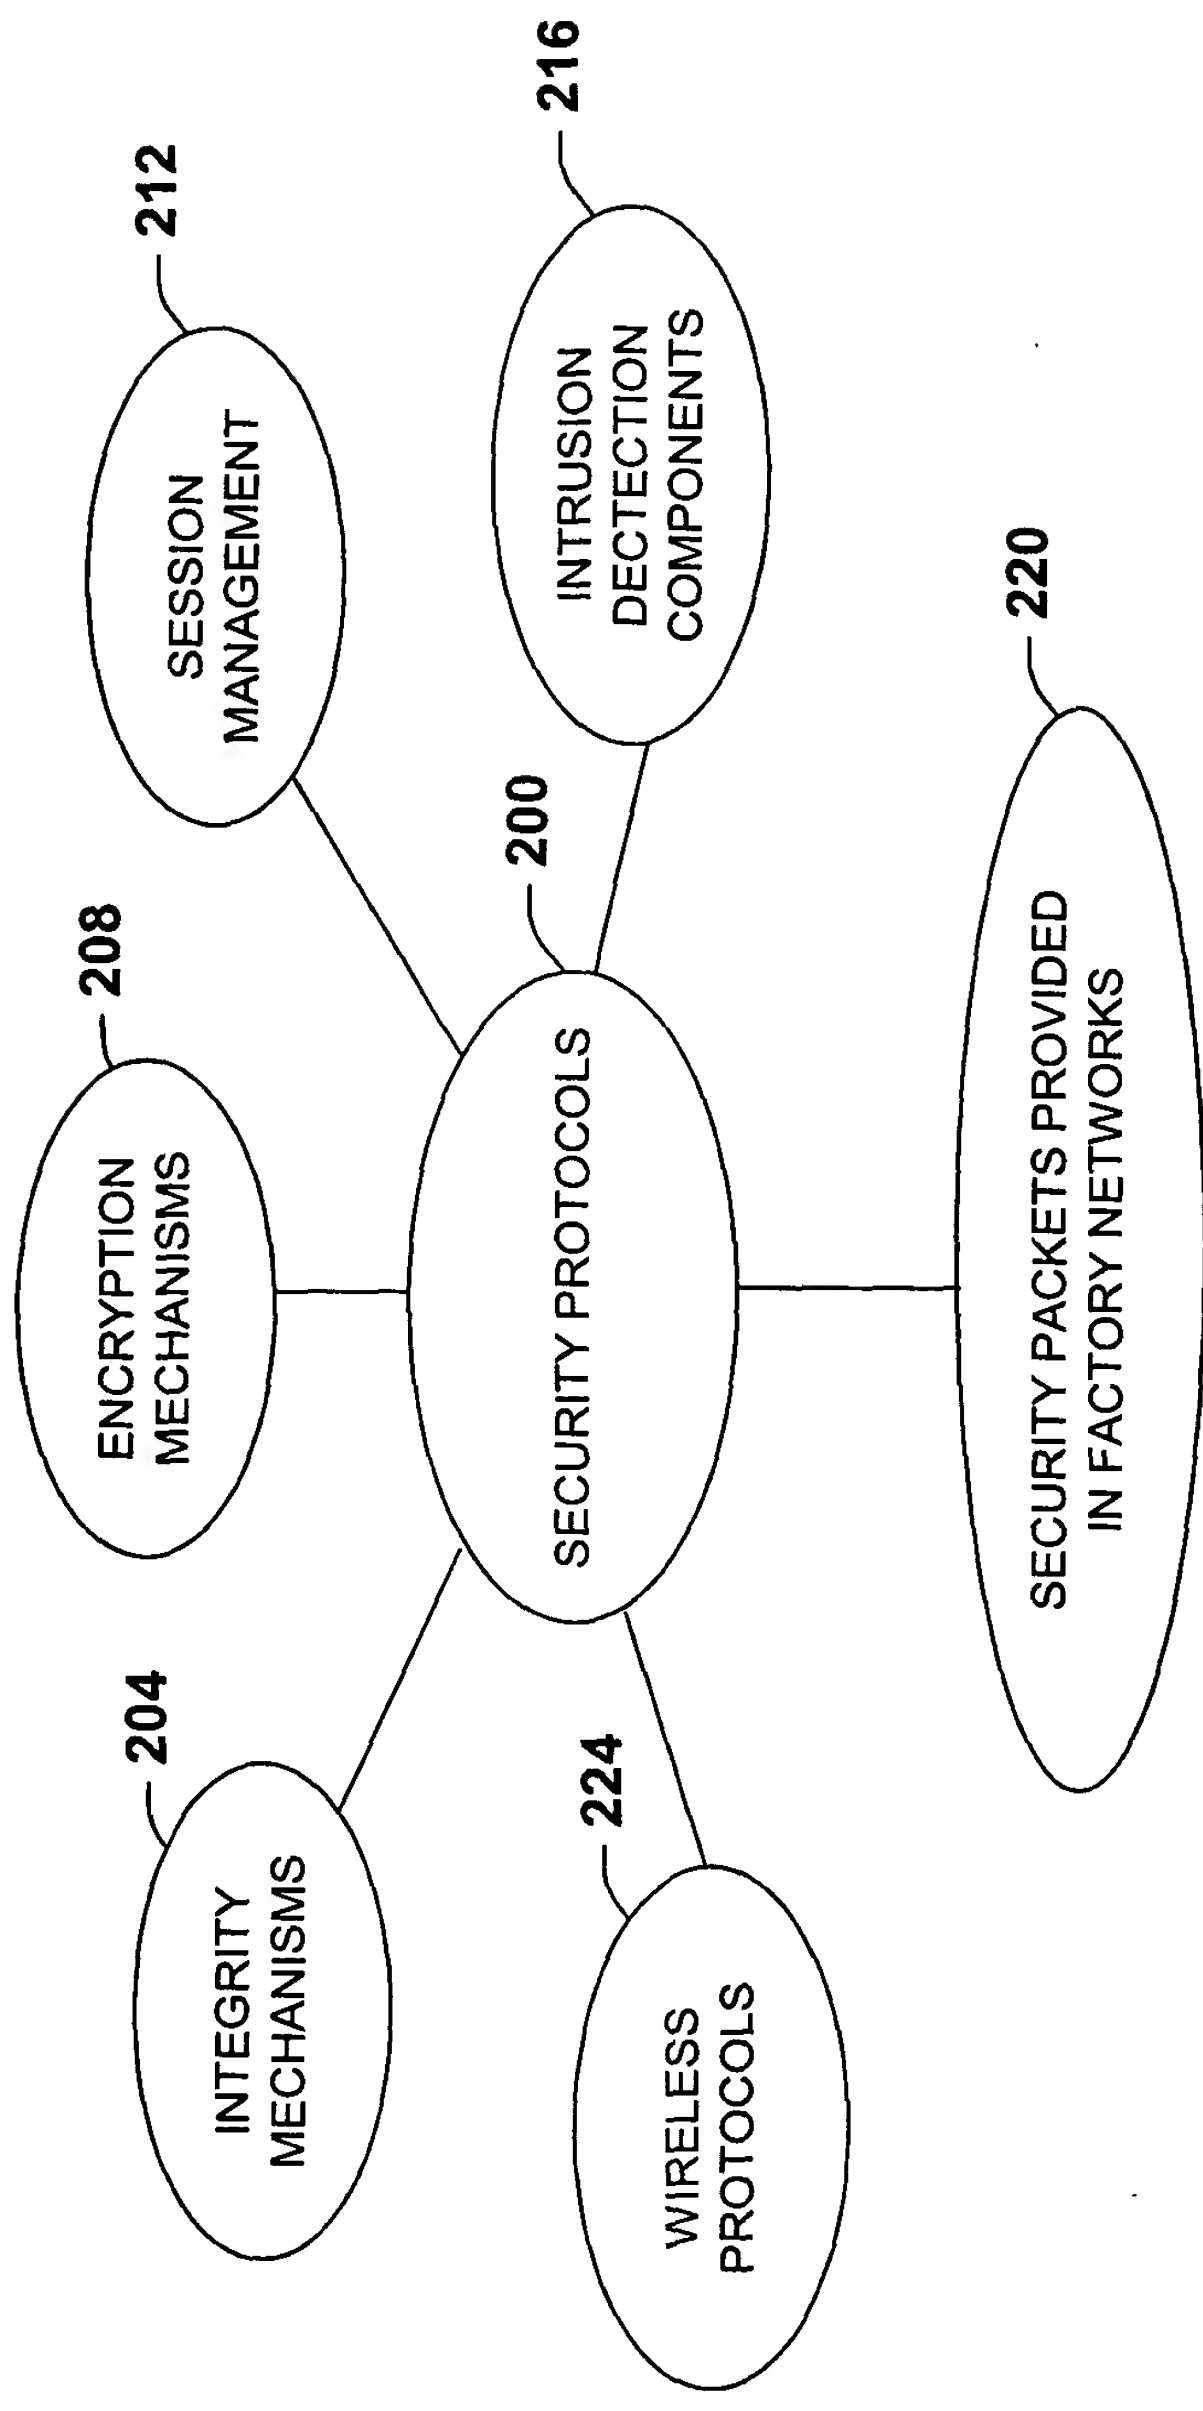 204
INTEGRITY
MECHANISMS
208
ENCRYPTION
MECHANISMS
212
SESSION
MANAGEMENT
200
SECURITY PROTOCOLS
216
INTRUSION
DECTECTION
COMPONENTS
224
WIRELESS
PROTOCOLS
220
SECURITY PACKETS PROVIDED
IN FACTORY NETWORKS